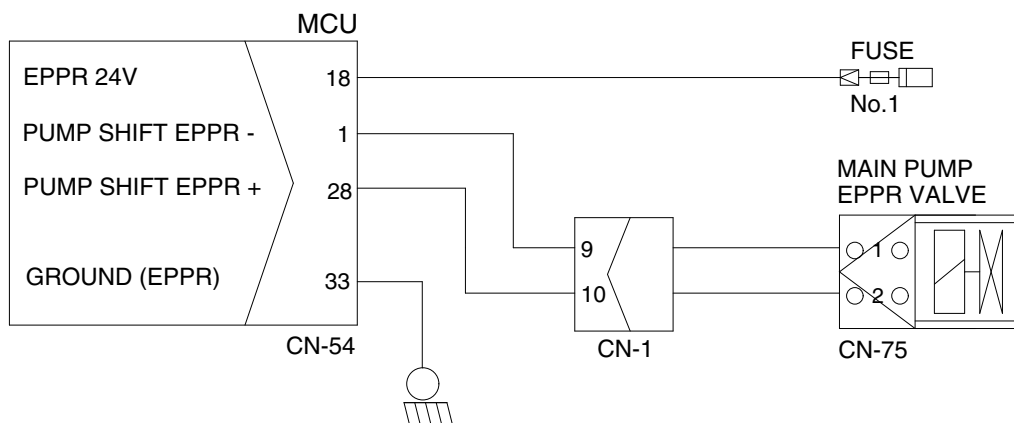 MCU
FUSE
EPPR 24V
18
No.1
PUMP SHIFT EPPR -
1
MAIN PUMP
EPPR VALVE
PUMP SHIFT EPPR +
28
9
1
GROUND (EPPR)
33
10
2
CN-54
CN-1
CN-75